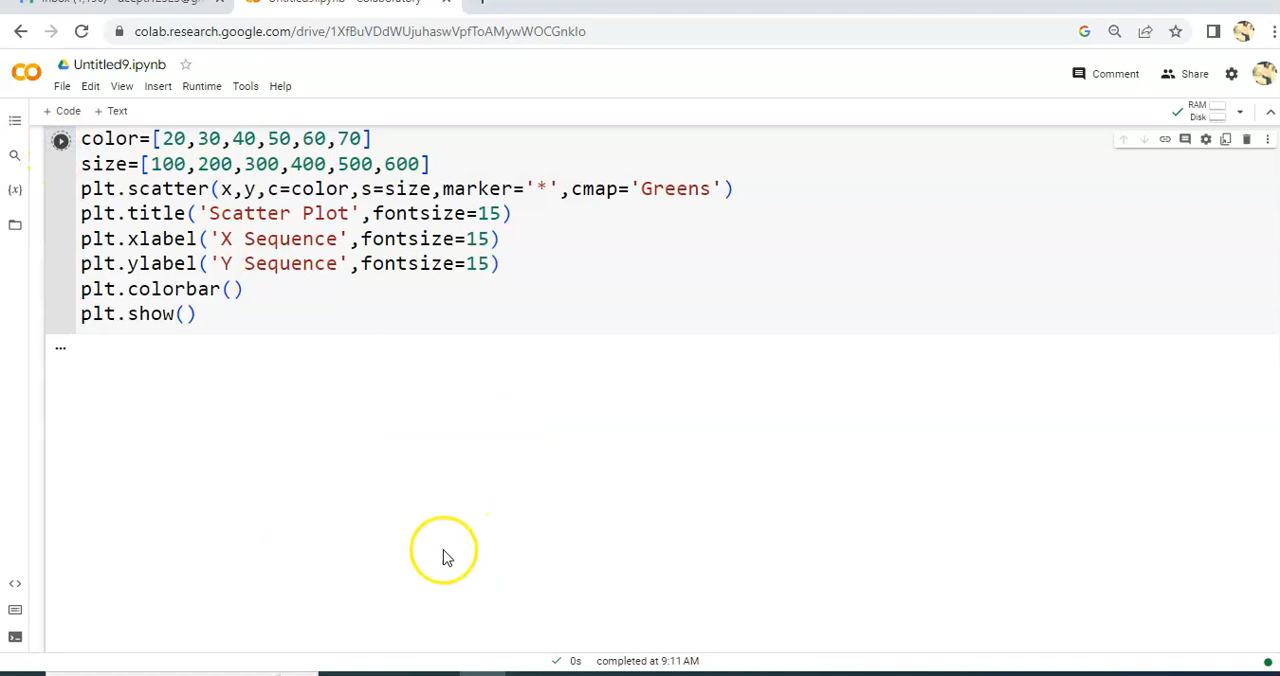 colab.research.google.com/drive/1XfBuVDdWUjuhaswVpfToAMywWOCGnkIo
Untitled9.ipynb
File Edit View Insert Runtime Tools Help
Comment Share
+ Code + Text
RAM
Disk
color=[20,30,40,50,60,70]
size=[100,200,300,400,500,600]
plt.scatter(x,y,c=color,s=size,marker='*',cmap='Greens')
plt.title('Scatter Plot',fontsize=15)
plt.xlabel('X Sequence',fontsize=15)
plt.ylabel('Y Sequence',fontsize=15)
plt.colorbar()
plt.show()
...
0s completed at 9:11 AM